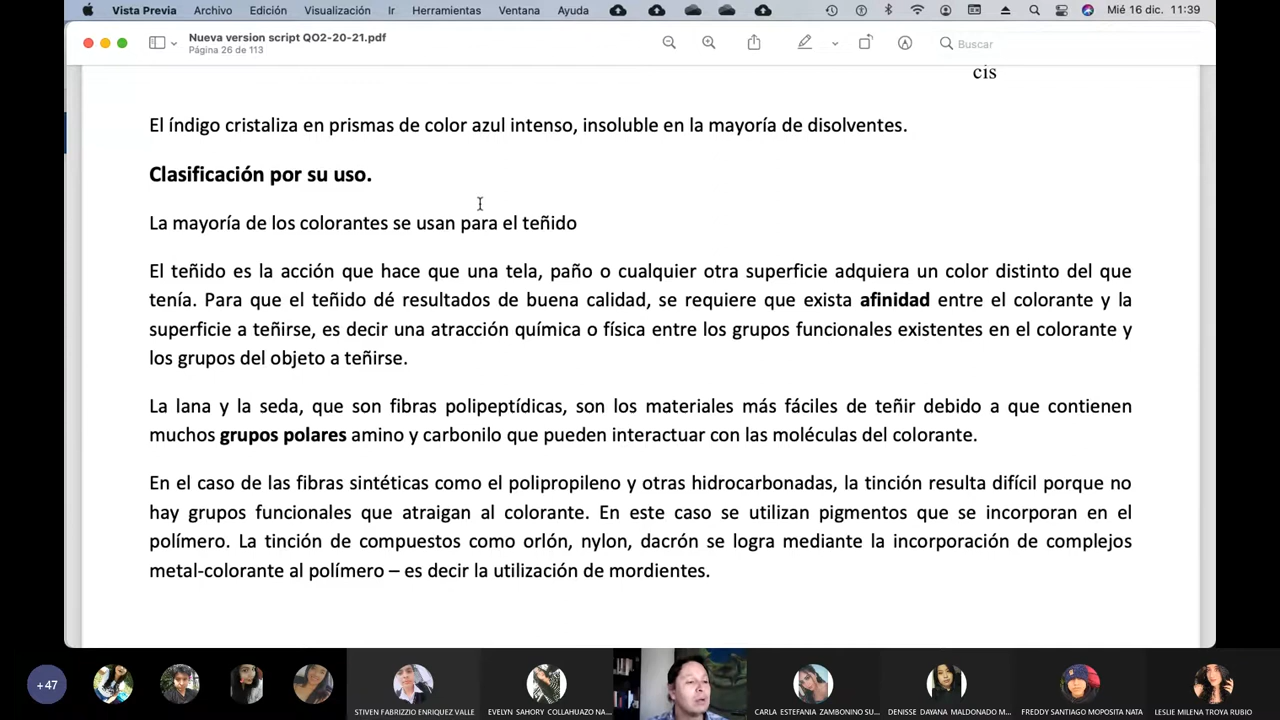 Vista Previa Archivo Edición Visualización Ir Herramientas Ventana Ayuda Mié 16 dic. 11:39
Nueva version script QO2-20-21.pdf
Página 26 de 113
Buscar
cis
El índigo cristaliza en prismas de color azul intenso, insoluble en la mayoría de disolventes.
Clasificación por su uso.
La mayoría de los colorantes se usan para el teñido
El teñido es la acción que hace que una tela, paño o cualquier otra superficie adquiera un color distinto del que
tenía. Para que el teñido dé resultados de buena calidad, se requiere que exista afinidad entre el colorante y la
superficie a teñirse, es decir una atracción química o física entre los grupos funcionales existentes en el colorante y
los grupos del objeto a teñirse.
La lana y la seda, que son fibras polipeptídicas, son los materiales más fáciles de teñir debido a que contienen
muchos grupos polares amino y carbonilo que pueden interactuar con las moléculas del colorante.
En el caso de las fibras sintéticas como el polipropileno y otras hidrocarbonadas, la tinción resulta difícil porque no
hay grupos funcionales que atraigan al colorante. En este caso se utilizan pigmentos que se incorporan en el
polímero. La tinción de compuestos como orlón, nylon, dacrón se logra mediante la incorporación de complejos
metal-colorante al polímero – es decir la utilización de mordientes.
+47
STIVEN FABRIZZIO ENRIQUEZ VALLE EVELYN SAHORY COLLAHUAZO NA... CARLA ESTEFANIA ZAMBONINO SU... DENISSE DAYANA MALDONADO M... FREDDY SANTIAGO MOPOSITA NATA LESLIE MILENA TROYA RUBIO